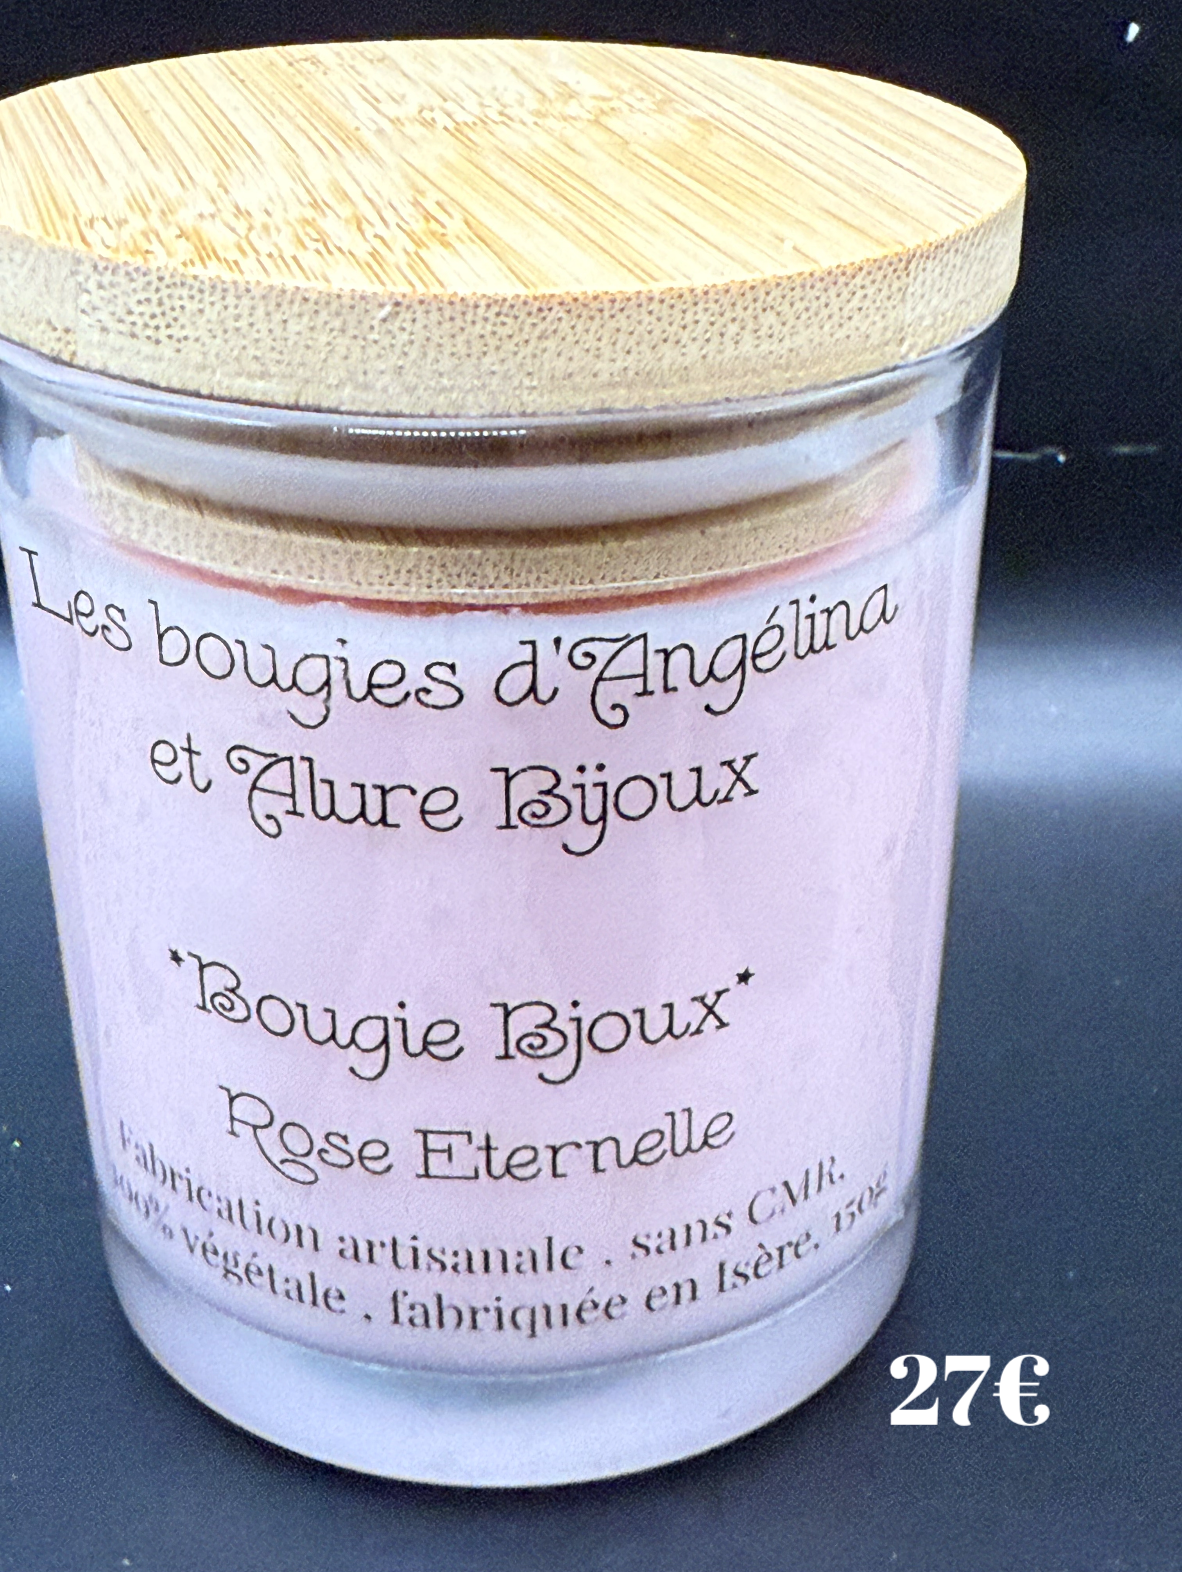 Les bougies d'Angélina
et Alure Bijoux
*Bougie Bjoux*
Rose Eternelle
Fabrication artisanale . sans CMR.
100% végétale . fabriquée en Isère. 150g
27€